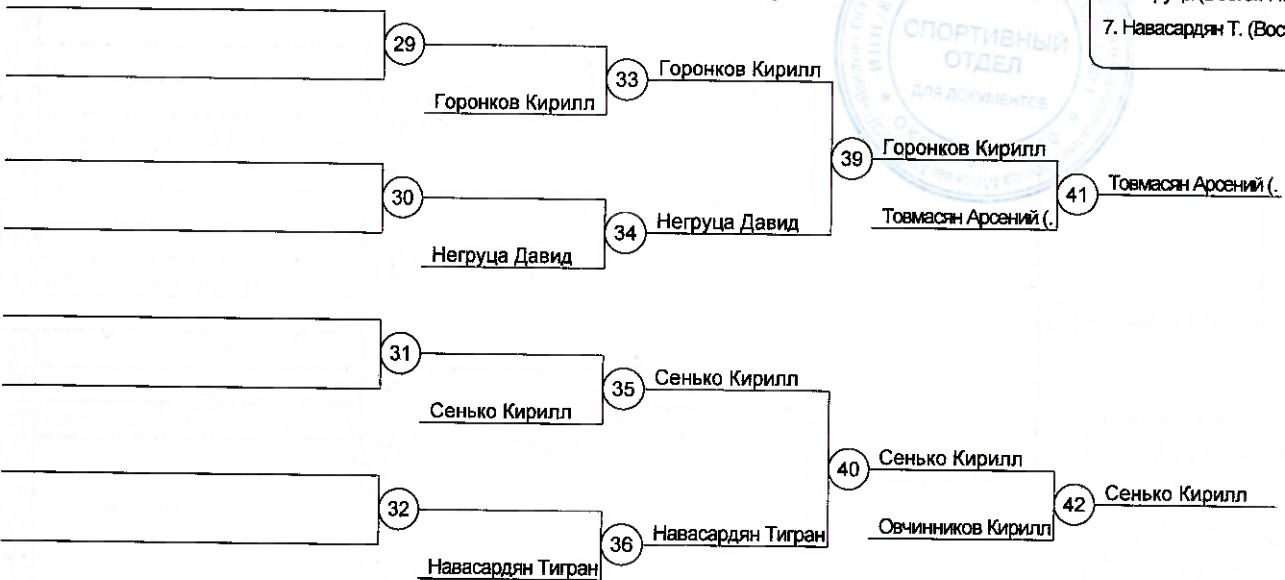 7. Навасардян Т. (Вос
СПОРТИВНЫЙ
ОТДЕЛ
ДЛЯ ДОКУМЕНТОВ
29
33
Горонков Кирилл
Горонков Кирилл
39
Горонков Кирилл
30
41
Товмасян Арсений (.
Товмасян Арсений (.
34
Негруца Давид
Негруца Давид
31
35
Сенько Кирилл
Сенько Кирилл
40
Сенько Кирилл
32
42
Сенько Кирилл
Овчинников Кирилл
36
Навасардян Тигран
Навасардян Тигран